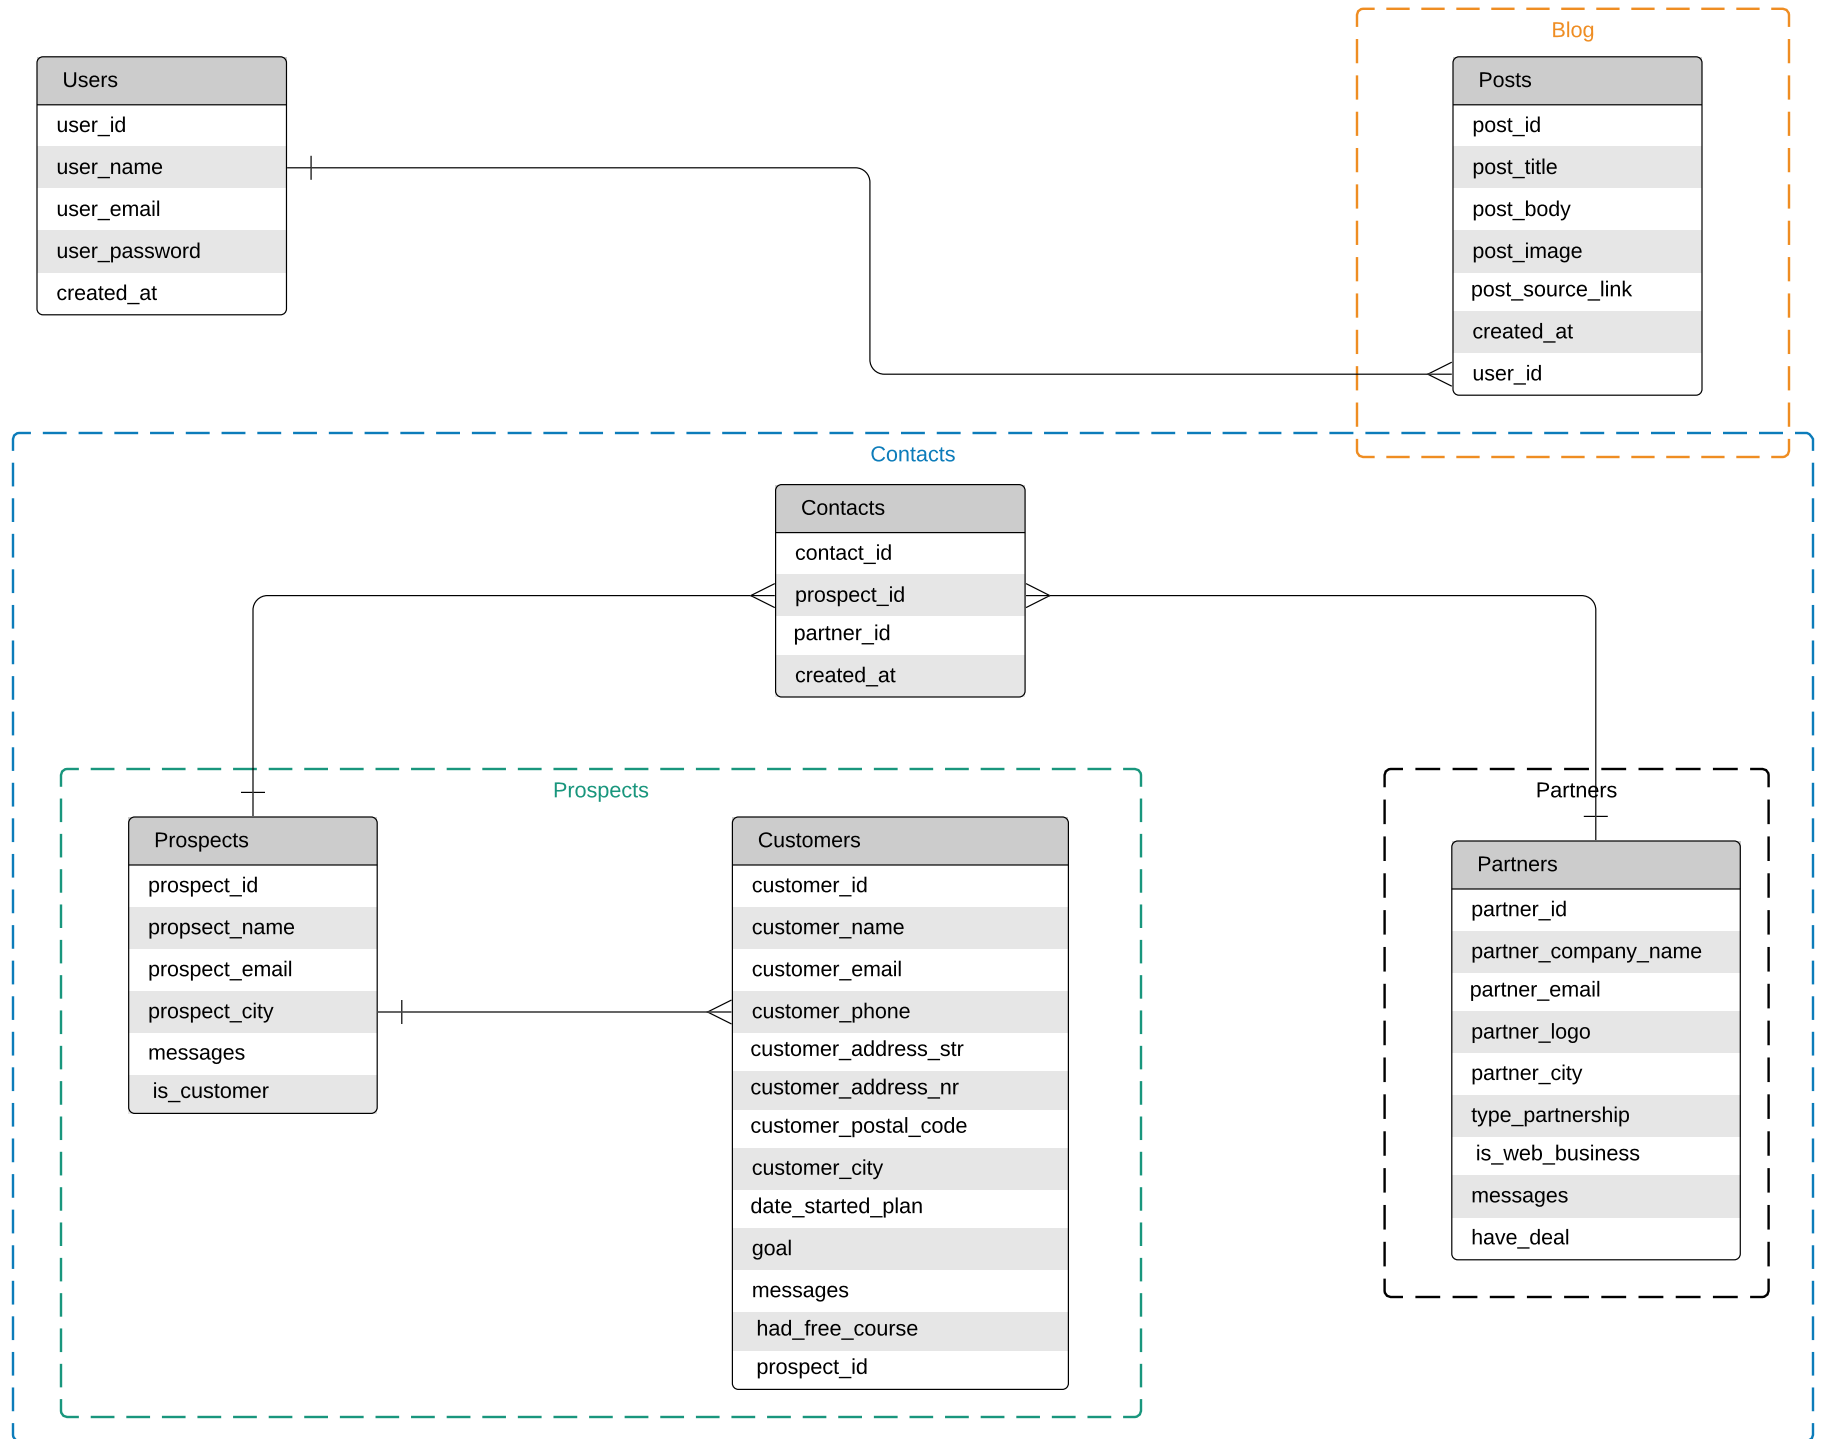 Blog
Users
user_id
user_name
user_email
user_password
created_at
Posts
post_id
post_title
post_body
post_image
post_source_link
created_at
user_id
Contacts
Contacts
contact_id
prospect_id
partner_id
created_at
Prospects
Prospects
prospect_id
propsect_name
prospect_email
prospect_city
messages
is_customer
Customers
customer_id
customer_name
customer_email
customer_phone
customer_address_str
customer_address_nr
customer_postal_code
customer_city
date_started_plan
goal
messages
had_free_course
prospect_id
Partners
Partners
partner_id
partner_company_name
partner_email
partner_logo
partner_city
type_partnership
is_web_business
messages
have_deal